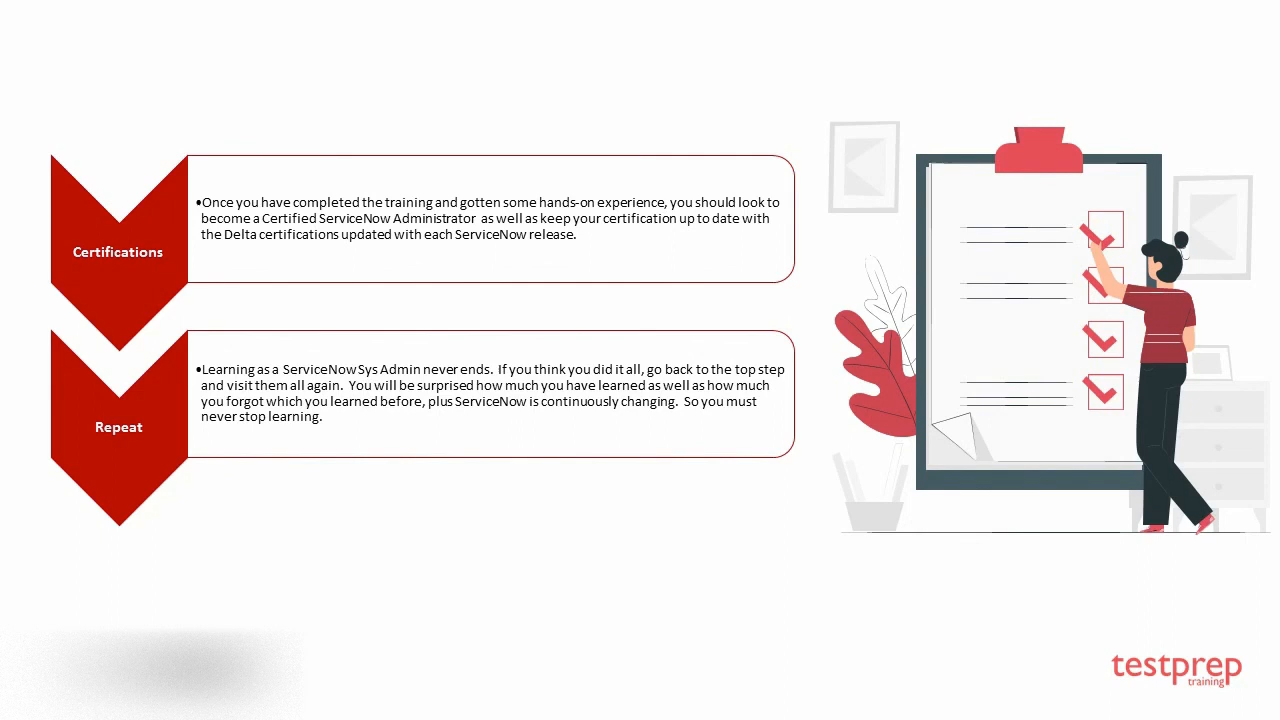 Certifications
•Once you have completed the training and gotten some hands-on experience, you should look to
become a Certified ServiceNow Administrator as well as keep your certification up to date with
the Delta certifications updated with each ServiceNow release.
Repeat
•Learning as a ServiceNow Sys Admin never ends. If you think you did it all, go back to the top step
and visit them all again. You will be surprised how much you have learned as well as how much
you forgot which you learned before, plus ServiceNow is continuously changing. So you must
never stop learning.
testprep
training